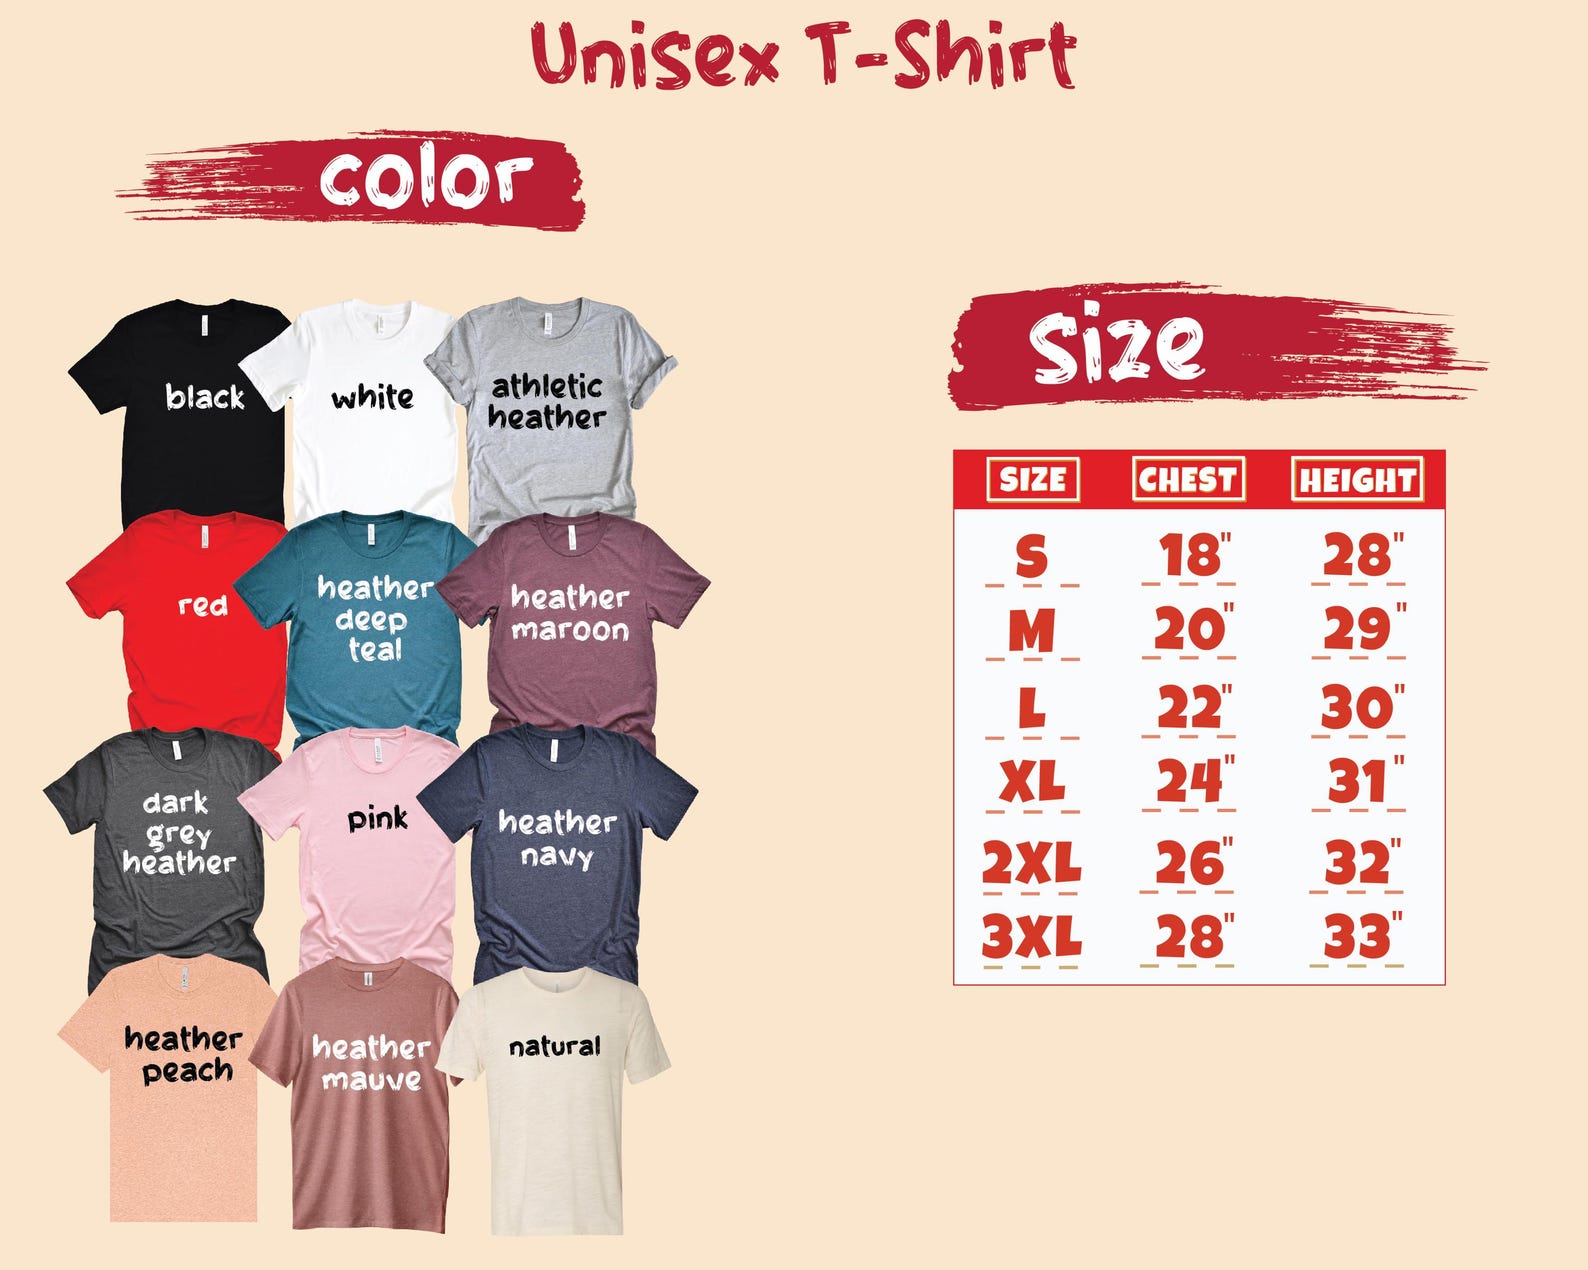 Unisex T-Shirt
color
black
white
athletic
heather
red
heather
deep
teal
heather
maroon
dark
grey
heather
pink
heather
navy
heather
peach
heather
mauve
natural
size
SIZE CHEST HEIGHT
S 18" 28"
M 20" 29"
L 22" 30"
XL 24" 31"
2XL 26" 32"
3XL 28" 33"